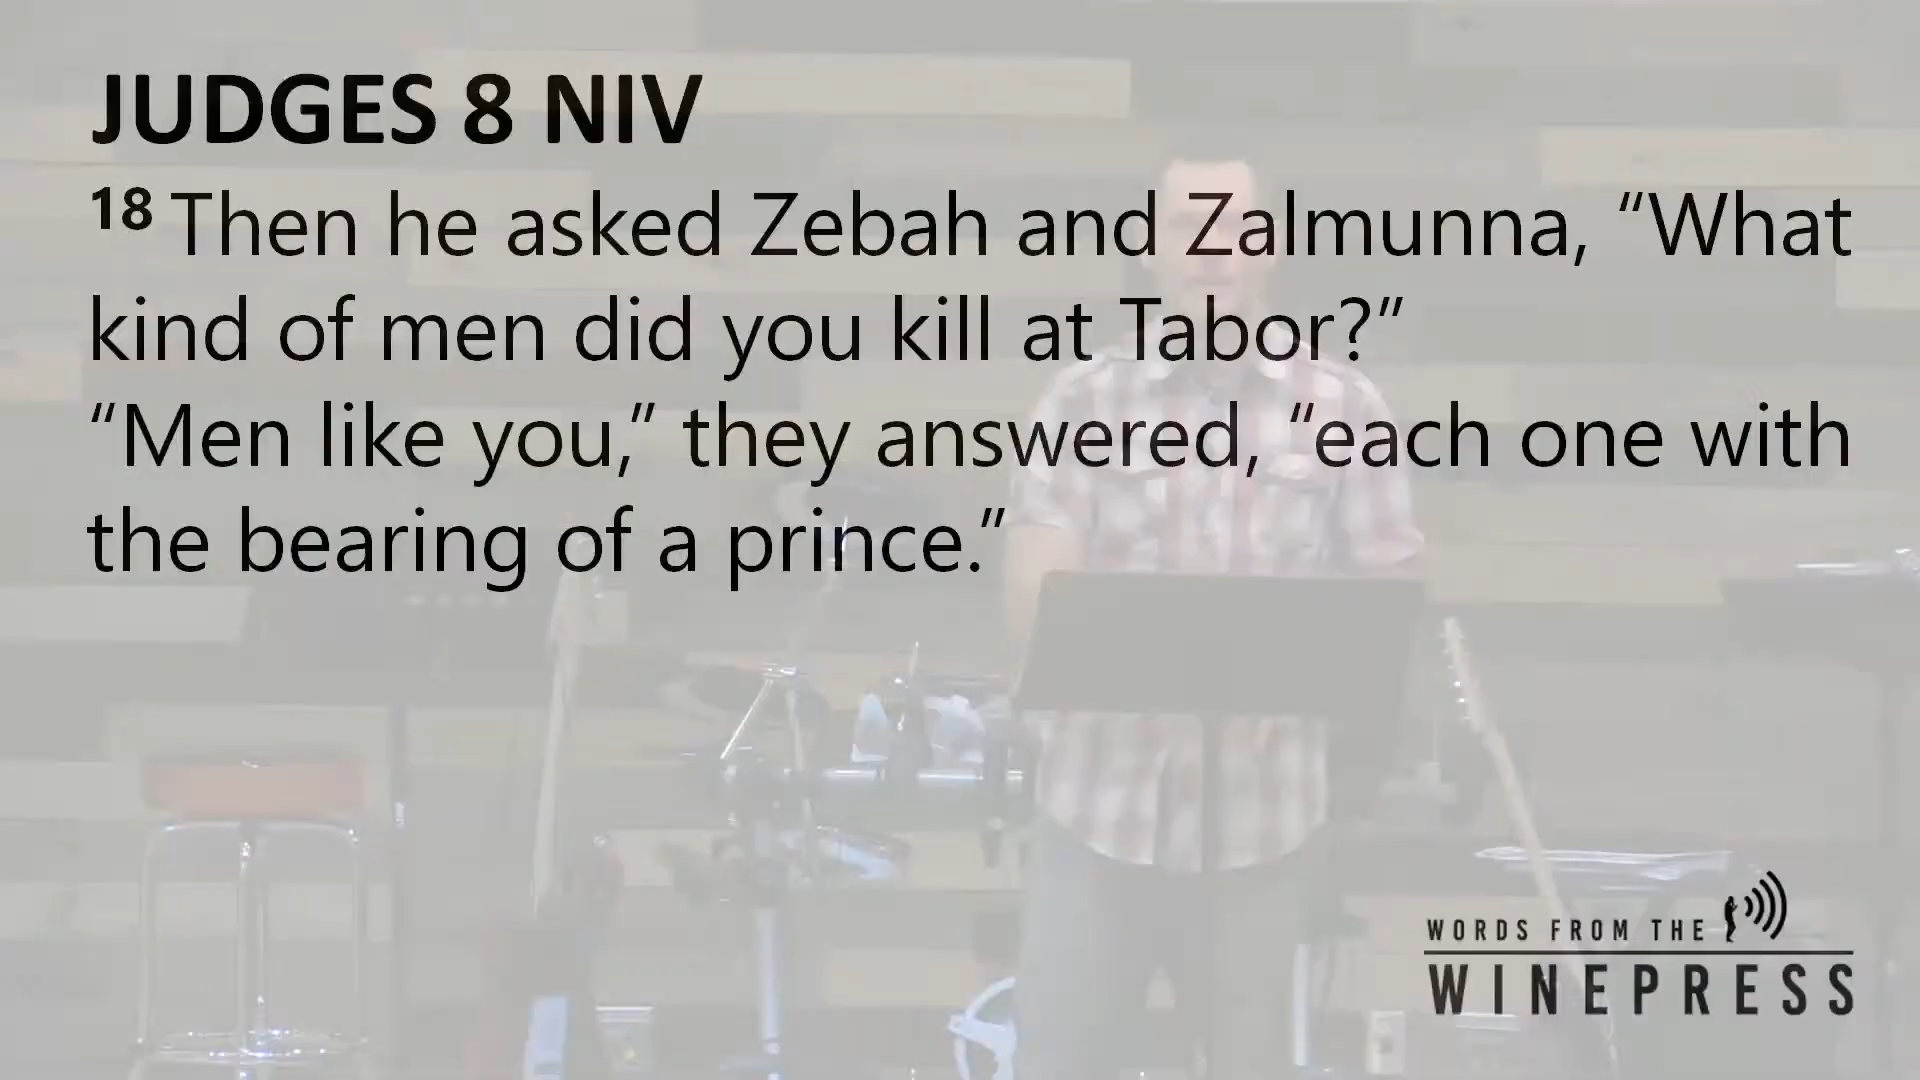 JUDGES 8 NIV
18 Then he asked Zebah and Zalmunna, “What
kind of men did you kill at Tabor?”
“Men like you,” they answered, “each one with
the bearing of a prince.”
WORDS FROM THE
WINEPRESS